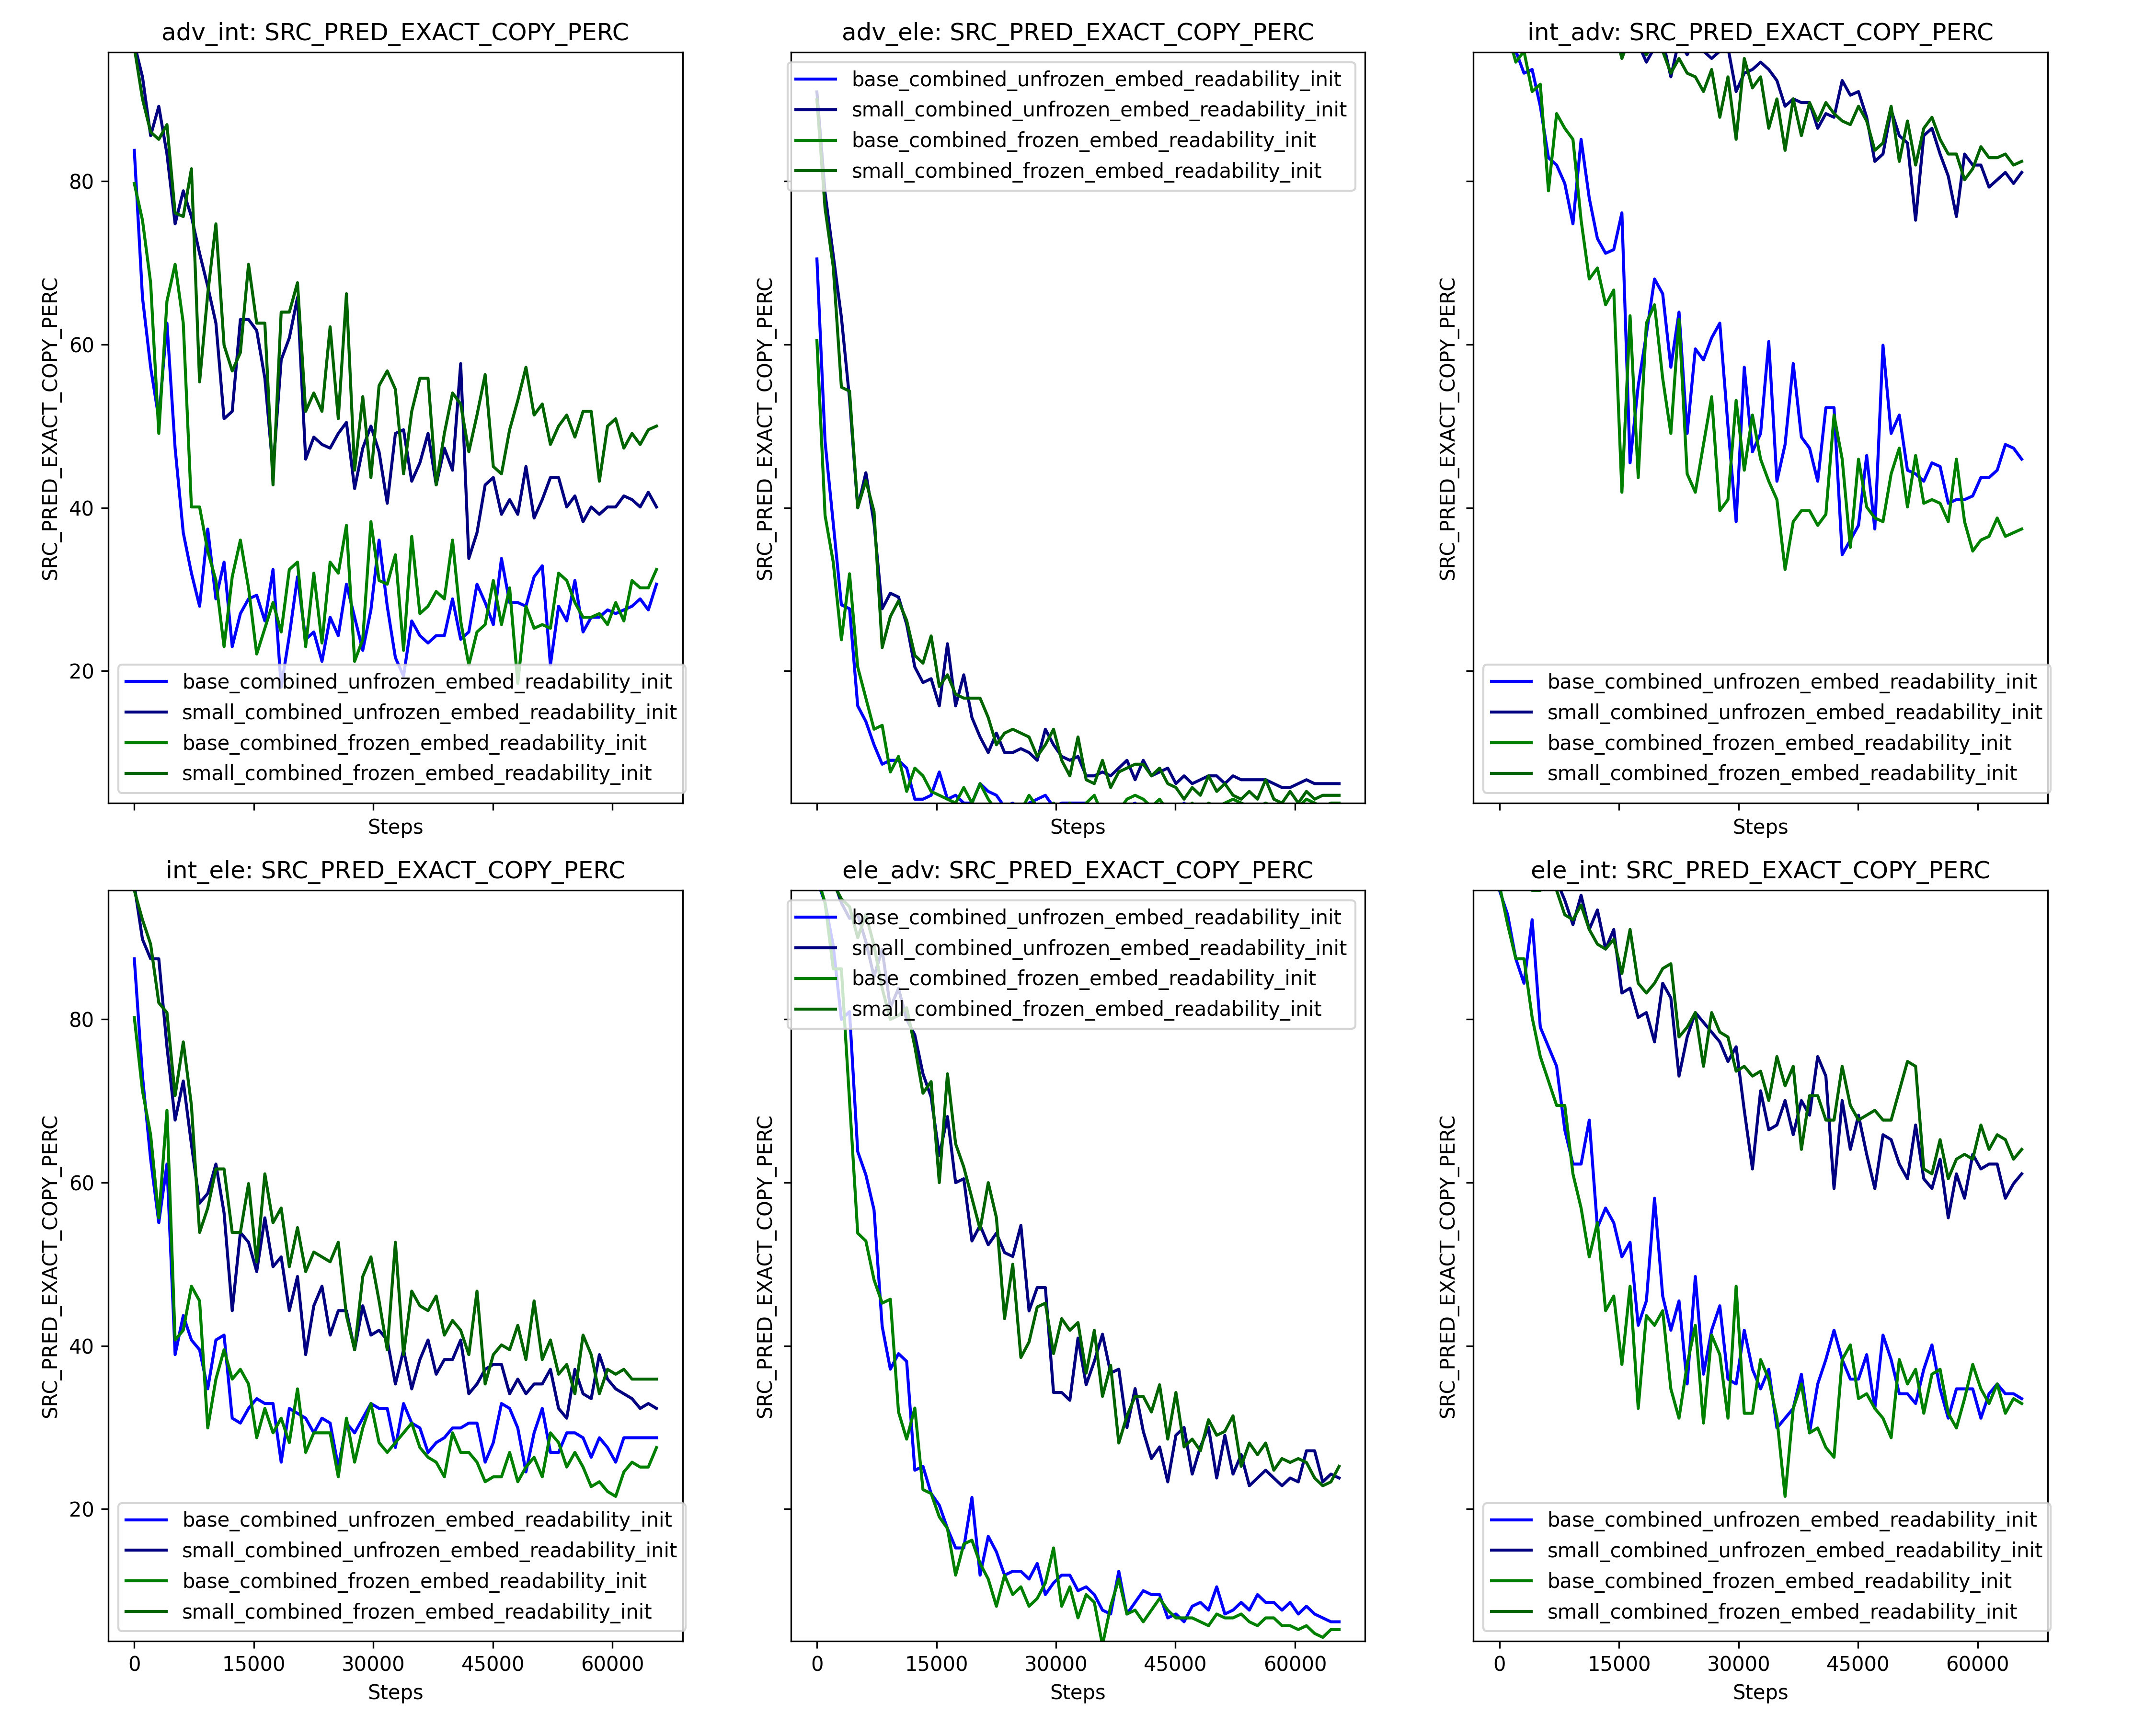 adv_int: SRC_PRED_EXACT_COPY_PERC
SRC_PRED_EXACT_COPY_PERC
80
60
40
20
base_combined_unfrozen_embed_readability_init
small_combined_unfrozen_embed_readability_init
base_combined_frozen_embed_readability_init
small_combined_frozen_embed_readability_init
Steps
adv_ele: SRC_PRED_EXACT_COPY_PERC
SRC_PRED_EXACT_COPY_PERC
base_combined_unfrozen_embed_readability_init
small_combined_unfrozen_embed_readability_init
base_combined_frozen_embed_readability_init
small_combined_frozen_embed_readability_init
Steps
int_adv: SRC_PRED_EXACT_COPY_PERC
SRC_PRED_EXACT_COPY_PERC
base_combined_unfrozen_embed_readability_init
small_combined_unfrozen_embed_readability_init
base_combined_frozen_embed_readability_init
small_combined_frozen_embed_readability_init
Steps
int_ele: SRC_PRED_EXACT_COPY_PERC
SRC_PRED_EXACT_COPY_PERC
80
60
40
20
base_combined_unfrozen_embed_readability_init
small_combined_unfrozen_embed_readability_init
base_combined_frozen_embed_readability_init
small_combined_frozen_embed_readability_init
0 15000 30000 45000 60000
Steps
ele_adv: SRC_PRED_EXACT_COPY_PERC
SRC_PRED_EXACT_COPY_PERC
base_combined_unfrozen_embed_readability_init
small_combined_unfrozen_embed_readability_init
base_combined_frozen_embed_readability_init
small_combined_frozen_embed_readability_init
0 15000 30000 45000 60000
Steps
ele_int: SRC_PRED_EXACT_COPY_PERC
SRC_PRED_EXACT_COPY_PERC
base_combined_unfrozen_embed_readability_init
small_combined_unfrozen_embed_readability_init
base_combined_frozen_embed_readability_init
small_combined_frozen_embed_readability_init
0 15000 30000 45000 60000
Steps